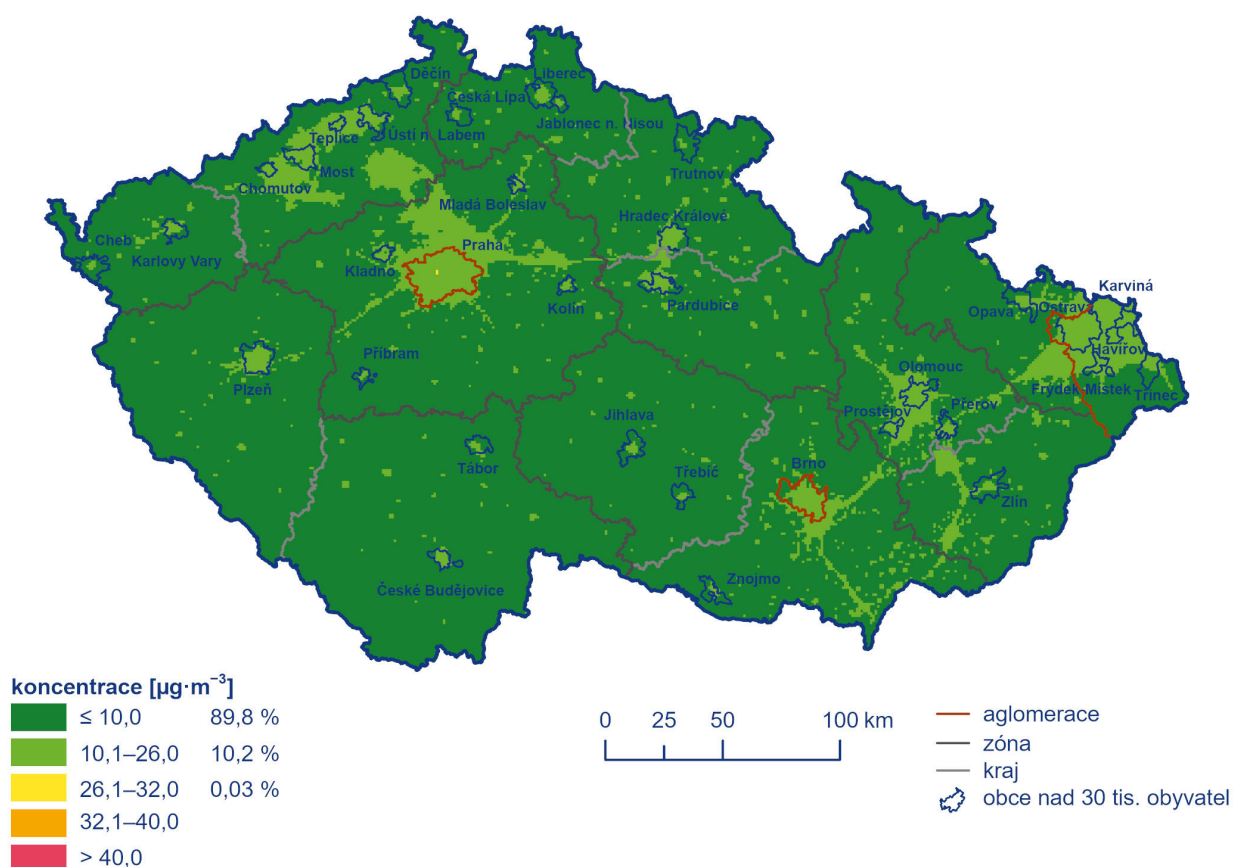 Děčín
Liberec
Česká Lípa
Jablonec n. Nisou
Teplice
Ústí n. Labem
Most
Chomutov
Trutnov
Mladá Boleslav
Hradec Králové
Cheb
Karlovy Vary
Praha
Kladno
Kolín
Pardubice
Karviná
Opava
Ostrava
Havířov
Příbram
Plzeň
Olomouc
Frýdek Místek
Třinec
Prostějov
Přerov
Jihlava
Tábor
Třebíč
Brno
Zlín
České Budějovice
Znojmo
koncentrace [µg·m⁻³]
≤ 10,0 89,8 %
10,1–26,0 10,2 %
26,1–32,0 0,03 %
32,1–40,0
> 40,0
0 25 50 100 km
aglomerace
zóna
kraj
obce nad 30 tis. obyvatel